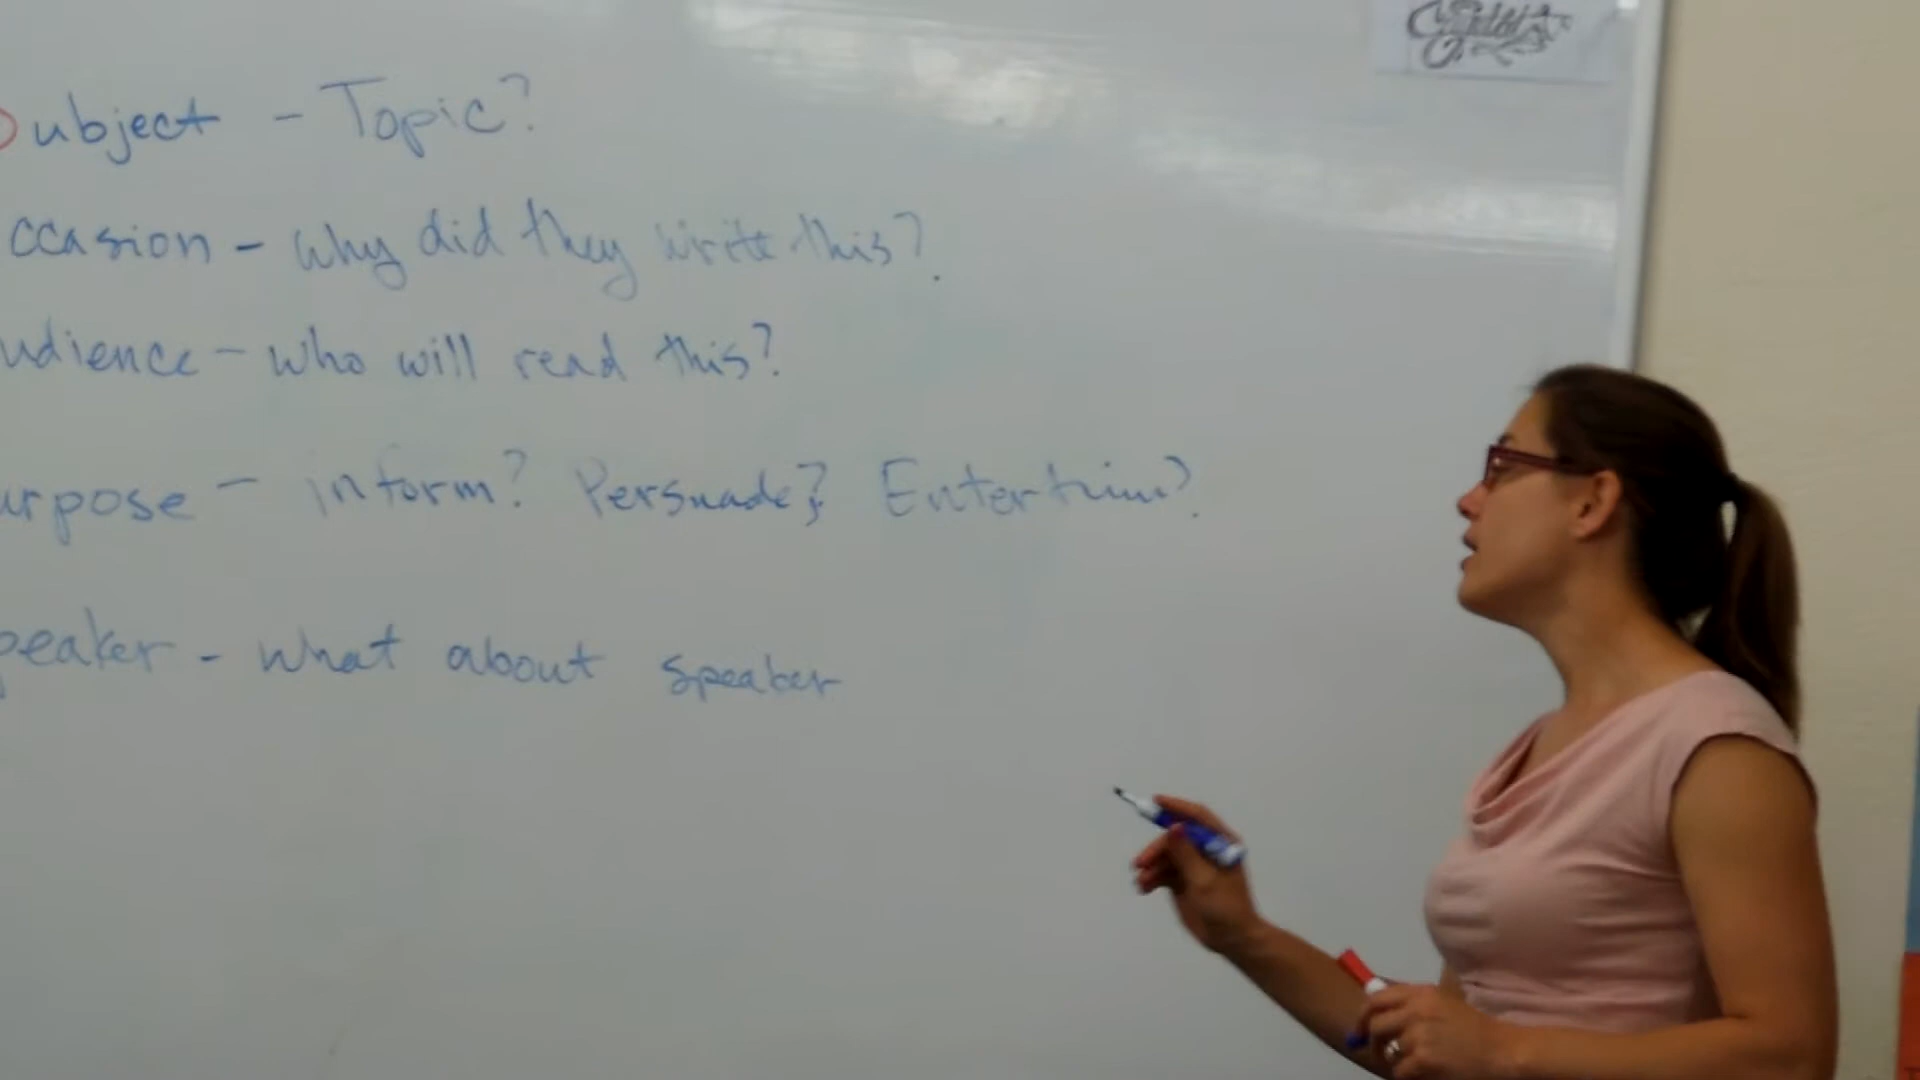 ubject - Topic?
ccasion - Why did they write this?
udience - who will read this?
urpose - inform? Persuade? Entertain?
peaker - what about speaker